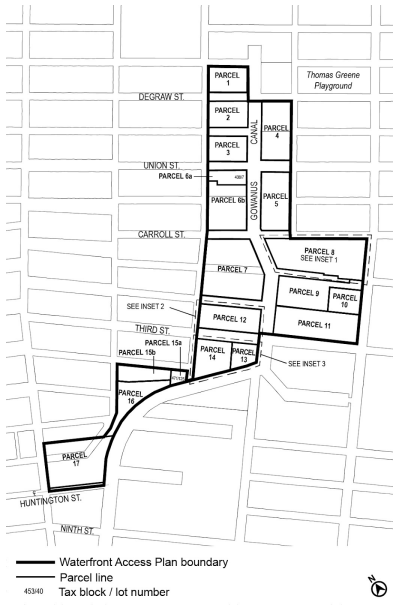 PARCEL
1
Thomas Greene
Playground
DEGRAW ST.
PARCEL
2
CANAL
PARCEL
4
PARCEL
3
UNION ST.
PARCEL 6a
PARCEL 6b
GOWANUS
PARCEL
5
CARROLL ST.
PARCEL 8
SEE INSET 1
PARCEL 7
PARCEL 9
PARCEL
10
SEE INSET 2
PARCEL 12
PARCEL 11
THIRD ST.
PARCEL 15a
PARCEL 15b
PARCEL
14
PARCEL
13
SEE INSET 3
PARCEL
16
PARCEL
17
HUNTINGTON ST.
NINTH ST.
Waterfront Access Plan boundary
Parcel line
453/40
Tax block / lot number
N